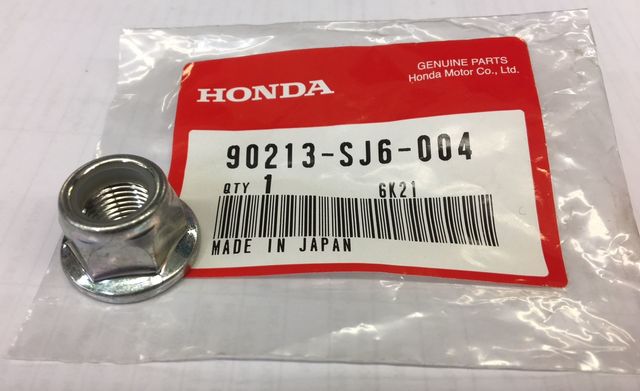 GENUINE PARTS
Honda Motor Co., Ltd.
HONDA
90213-SJ6-004
QTY 1 6K21
MADE IN JAPAN